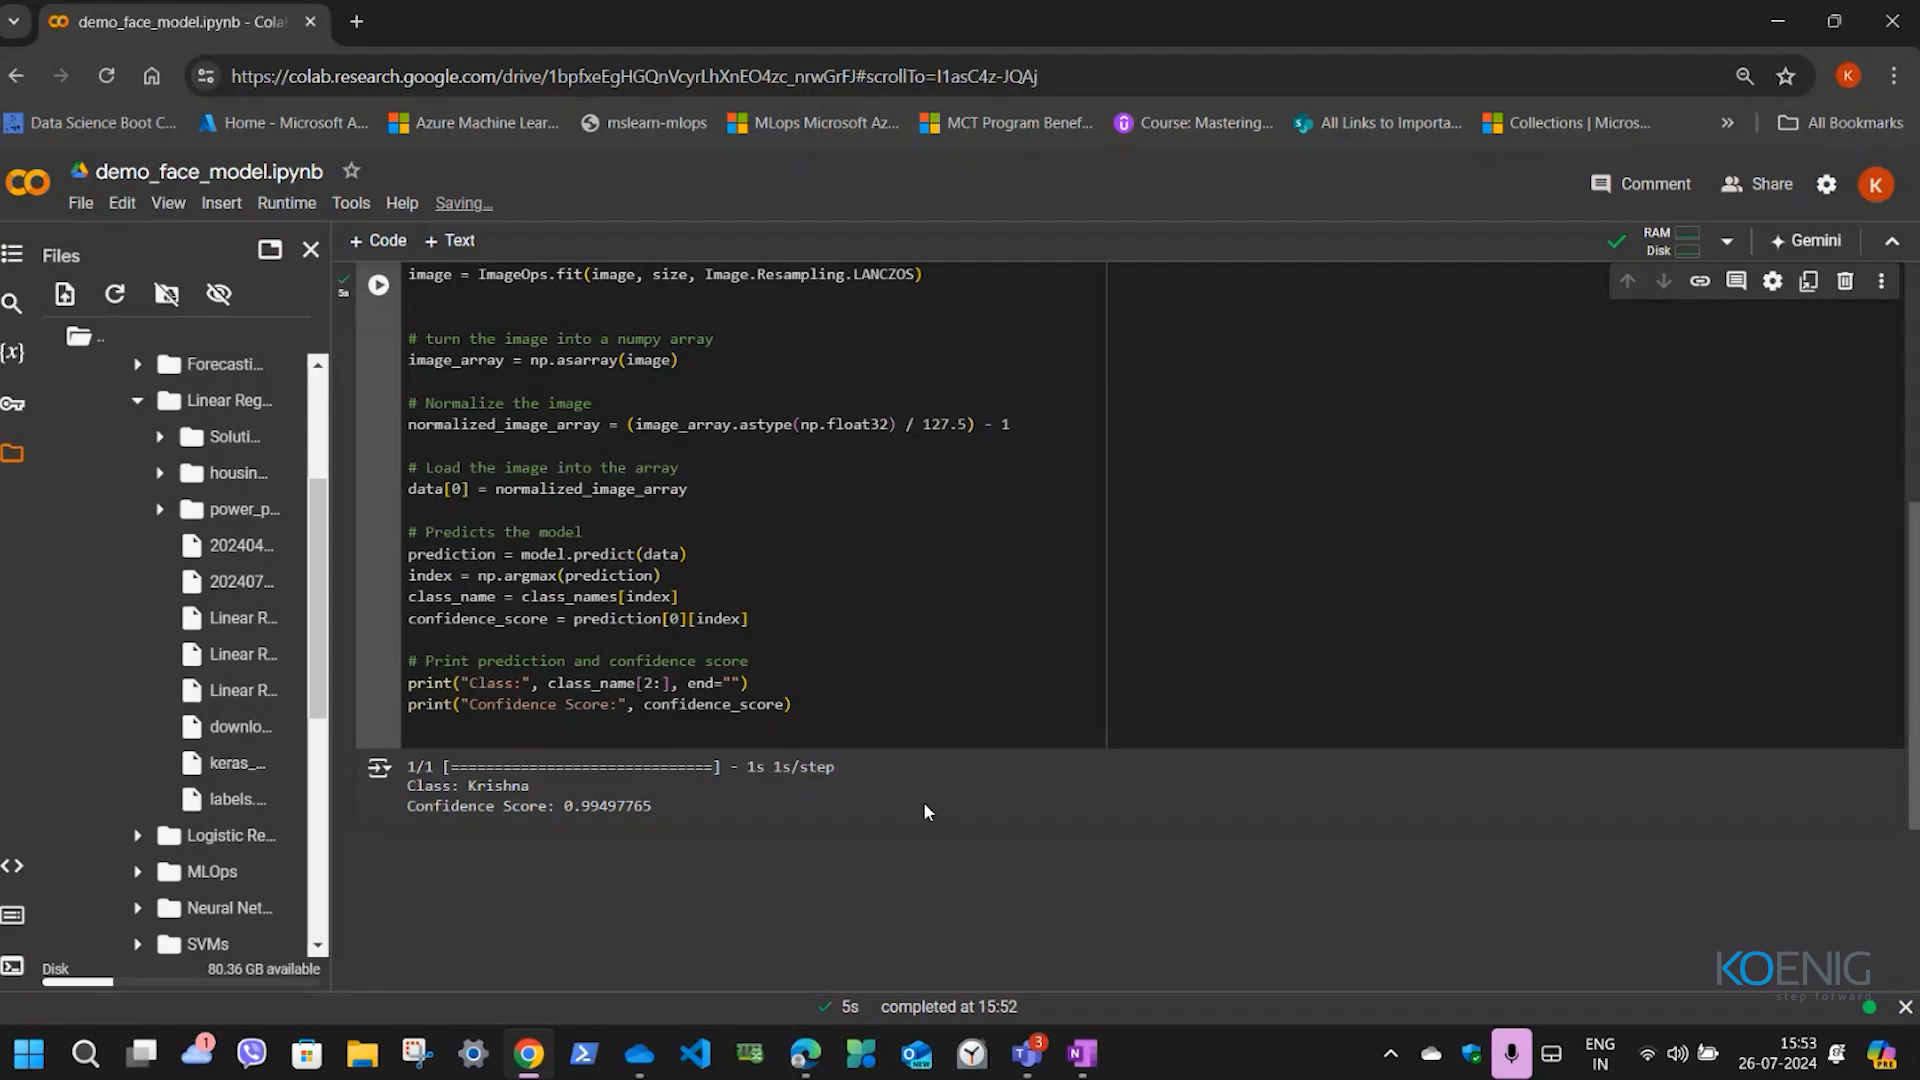 demo_face_model.ipynb - Cola
https://colab.research.google.com/drive/1bpfxeEgHGQnVcyrLhXnEO4zc_nrwGrFJ#scrollTo=I1asC4z-JQAj
K
Data Science Boot C...
Home - Microsoft A...
Azure Machine Lear...
mslearn-mlops
MLops Microsoft Az...
MCT Program Benef...
Course: Mastering...
All Links to Importa...
Collections | Micros...
»
All Bookmarks
demo_face_model.ipynb
File Edit View Insert Runtime Tools Help Saving...
Comment
Share
K
Files
+ Code + Text
RAM
Disk
Gemini
..
Forecasti...
Linear Reg...
Soluti...
housin...
power_p...
202404...
202407...
Linear R...
Linear R...
Linear R...
downlo...
keras_...
labels....
Logistic Re...
MLOps
Neural Net...
SVMs
Disk 80.36 GB available
{x}
5s
image = ImageOps.fit(image, size, Image.Resampling.LANCZOS)
# turn the image into a numpy array
image_array = np.asarray(image)
# Normalize the image
normalized_image_array = (image_array.astype(np.float32) / 127.5) - 1
# Load the image into the array
data[0] = normalized_image_array
# Predicts the model
prediction = model.predict(data)
index = np.argmax(prediction)
class_name = class_names[index]
confidence_score = prediction[0][index]
# Print prediction and confidence score
print("Class:", class_name[2:], end="")
print("Confidence Score:", confidence_score)
1/1 [==============================] - 1s 1s/step
Class: Krishna
Confidence Score: 0.99497765
KOENIG
step forward
5s completed at 15:52
1
3
ENG
IN
15:53
26-07-2024